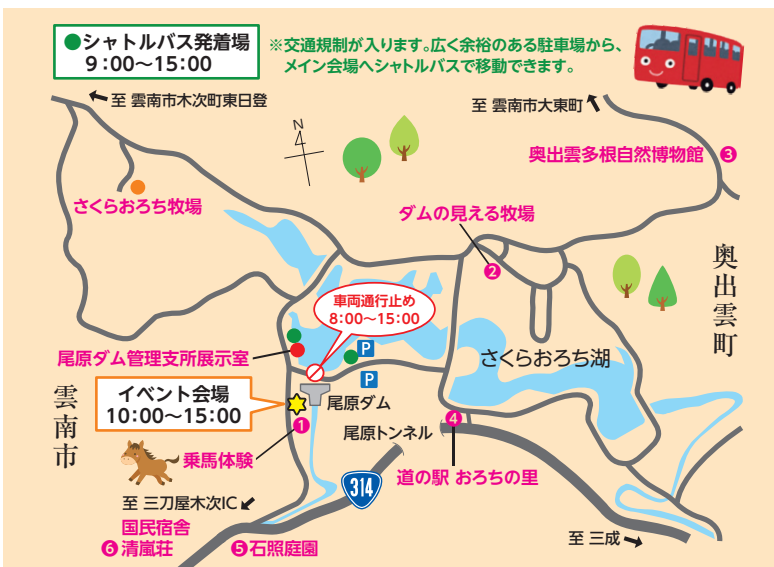 ●シャトルバス発着場
9:00〜15:00
※交通規制が入ります。広く余裕のある駐車場から、
メイン会場へシャトルバスで移動できます。
至 雲南市木次町東日登
至 雲南市大東町
N
奥出雲多根自然博物館 ❸
さくらおろち牧場
ダムの見える牧場
❷
奥出雲町
車両通行止め
8:00〜15:00
尾原ダム管理支所展示室
P
P
さくらおろち湖
イベント会場
10:00〜15:00
雲南市
尾原ダム
❶
乗馬体験
尾原トンネル
❹
道の駅 おろちの里
314
至 三刀屋木次IC
国民宿舎
❻清嵐荘
❺石照庭園
至 三成